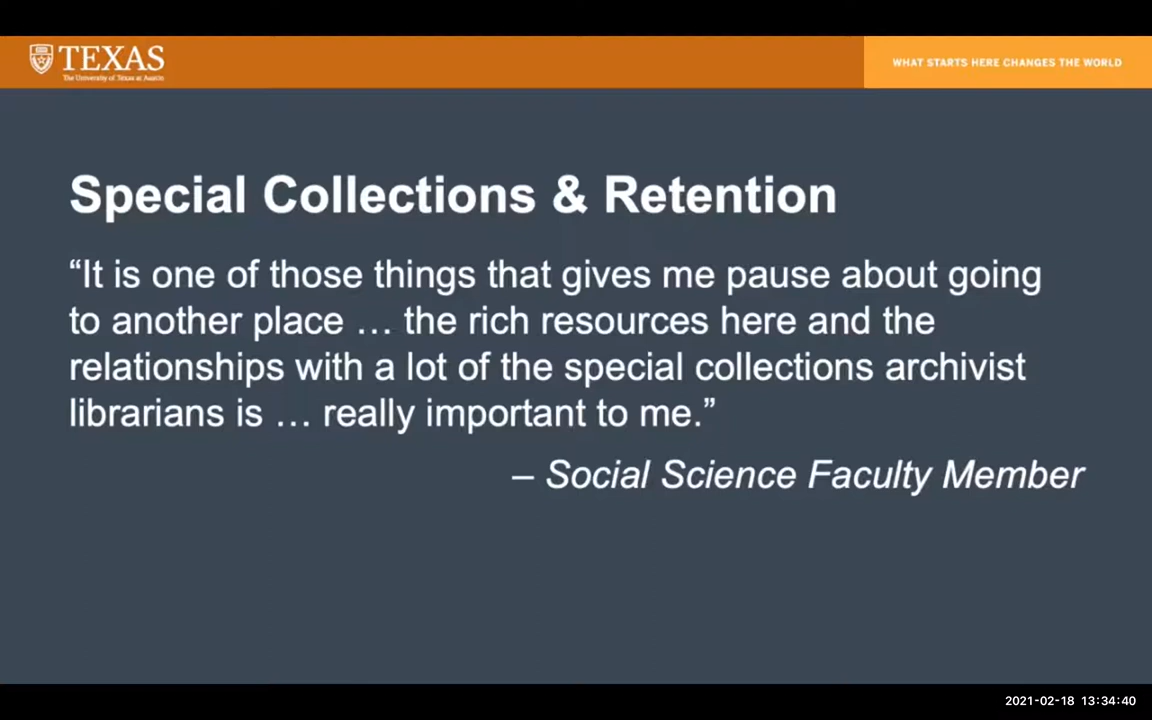 TEXAS
The University of Texas at Austin
WHAT STARTS HERE CHANGES THE WORLD
Special Collections & Retention
“It is one of those things that gives me pause about going
to another place … the rich resources here and the
relationships with a lot of the special collections archivist
librarians is … really important to me.”
– Social Science Faculty Member
2021-02-18 13:34:40